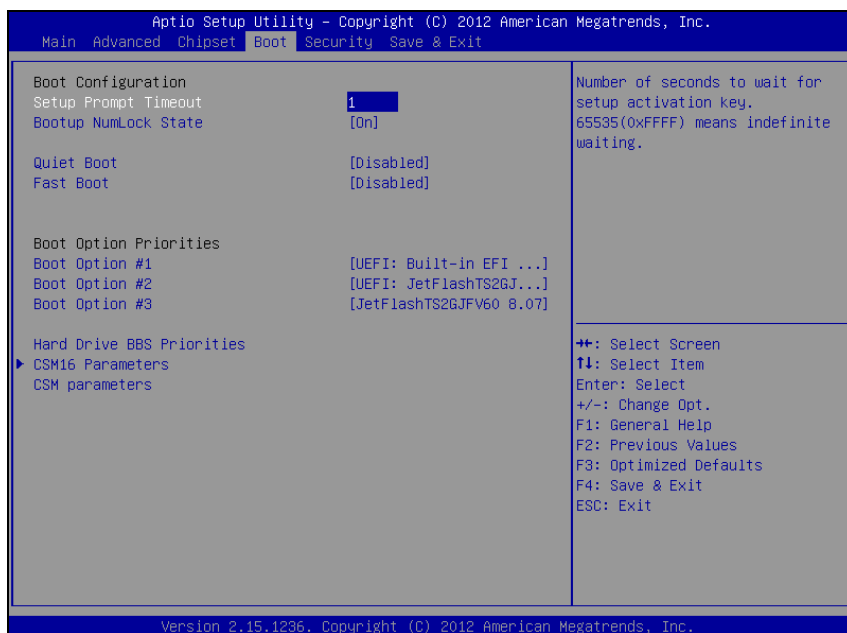 Aptio Setup Utility – Copyright (C) 2012 American Megatrends, Inc.
Main Advanced Chipset Boot Security Save & Exit
Boot Configuration
Setup Prompt Timeout 1
Bootup NumLock State [On]
Quiet Boot [Disabled]
Fast Boot [Disabled]
Boot Option Priorities
Boot Option #1 [UEFI: Built-in EFI ...]
Boot Option #2 [UEFI: JetFlashTS2GJ...]
Boot Option #3 [JetFlashTS2GJFV60 8.07]
Hard Drive BBS Priorities
▶ CSM16 Parameters
CSM parameters
Number of seconds to wait for
setup activation key.
65535(0xFFFF) means indefinite
waiting.
→←: Select Screen
↑↓: Select Item
Enter: Select
+/-: Change Opt.
F1: General Help
F2: Previous Values
F3: Optimized Defaults
F4: Save & Exit
ESC: Exit
Version 2.15.1236. Copyright (C) 2012 American Megatrends, Inc.